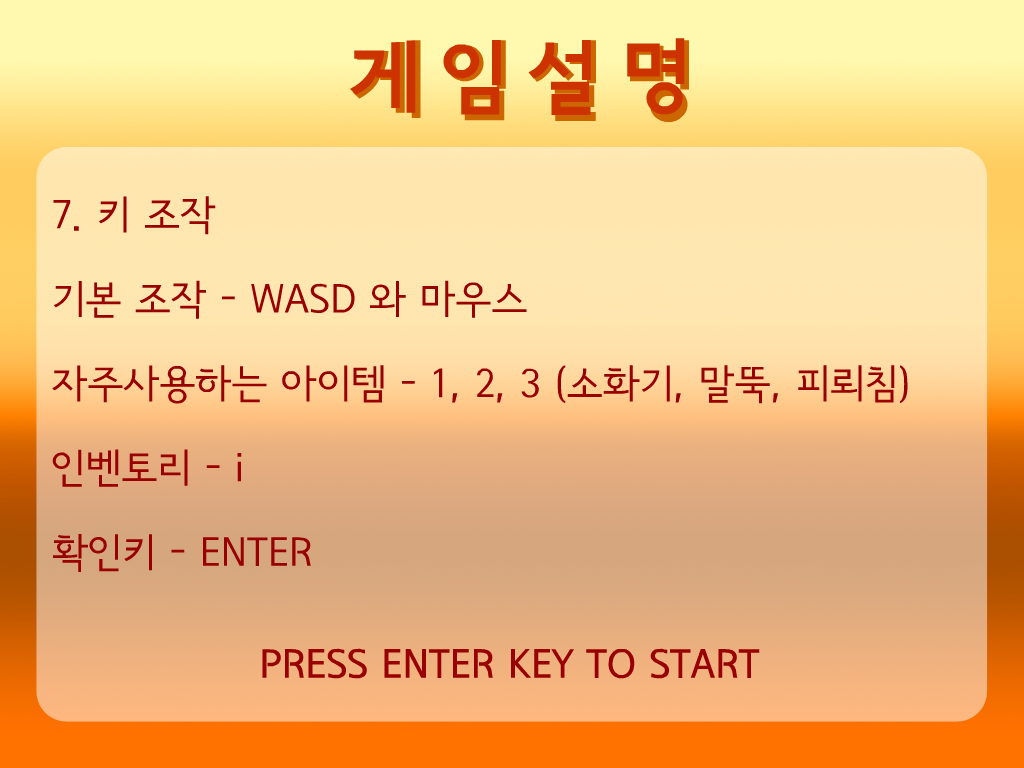 게임설명
7. 키 조작
기본 조작 - WASD 와 마우스
자주사용하는 아이템 - 1, 2, 3 (소화기, 말뚝, 피뢰침)
인벤토리 - i
확인키 - ENTER
PRESS ENTER KEY TO START